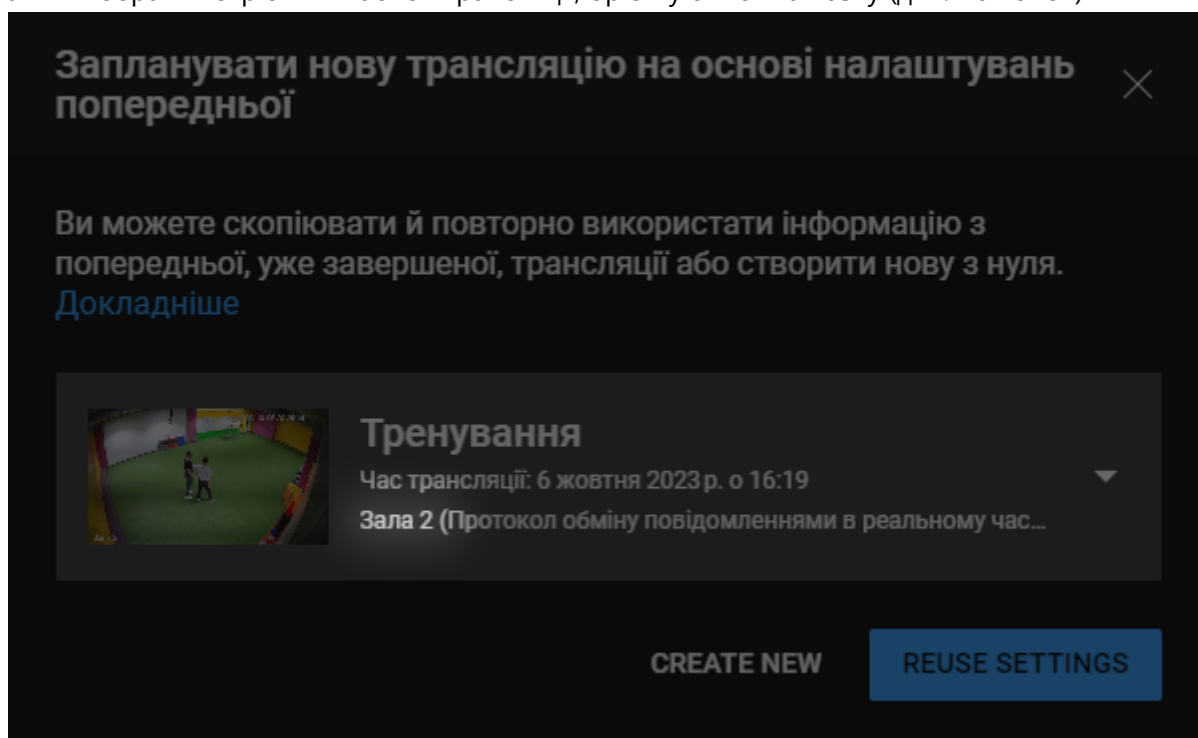 Запланувати нову трансляцію на основі налаштувань
попередньої
Ви можете скопіювати й повторно використати інформацію з
попередньої, уже завершеної, трансляції або створити нову з нуля.
Докладніше
Тренування
Час трансляції: 6 жовтня 2023 р. о 16:19
Зала 2 (Протокол обміну повідомленнями в реальному час...
CREATE NEW
REUSE SETTINGS